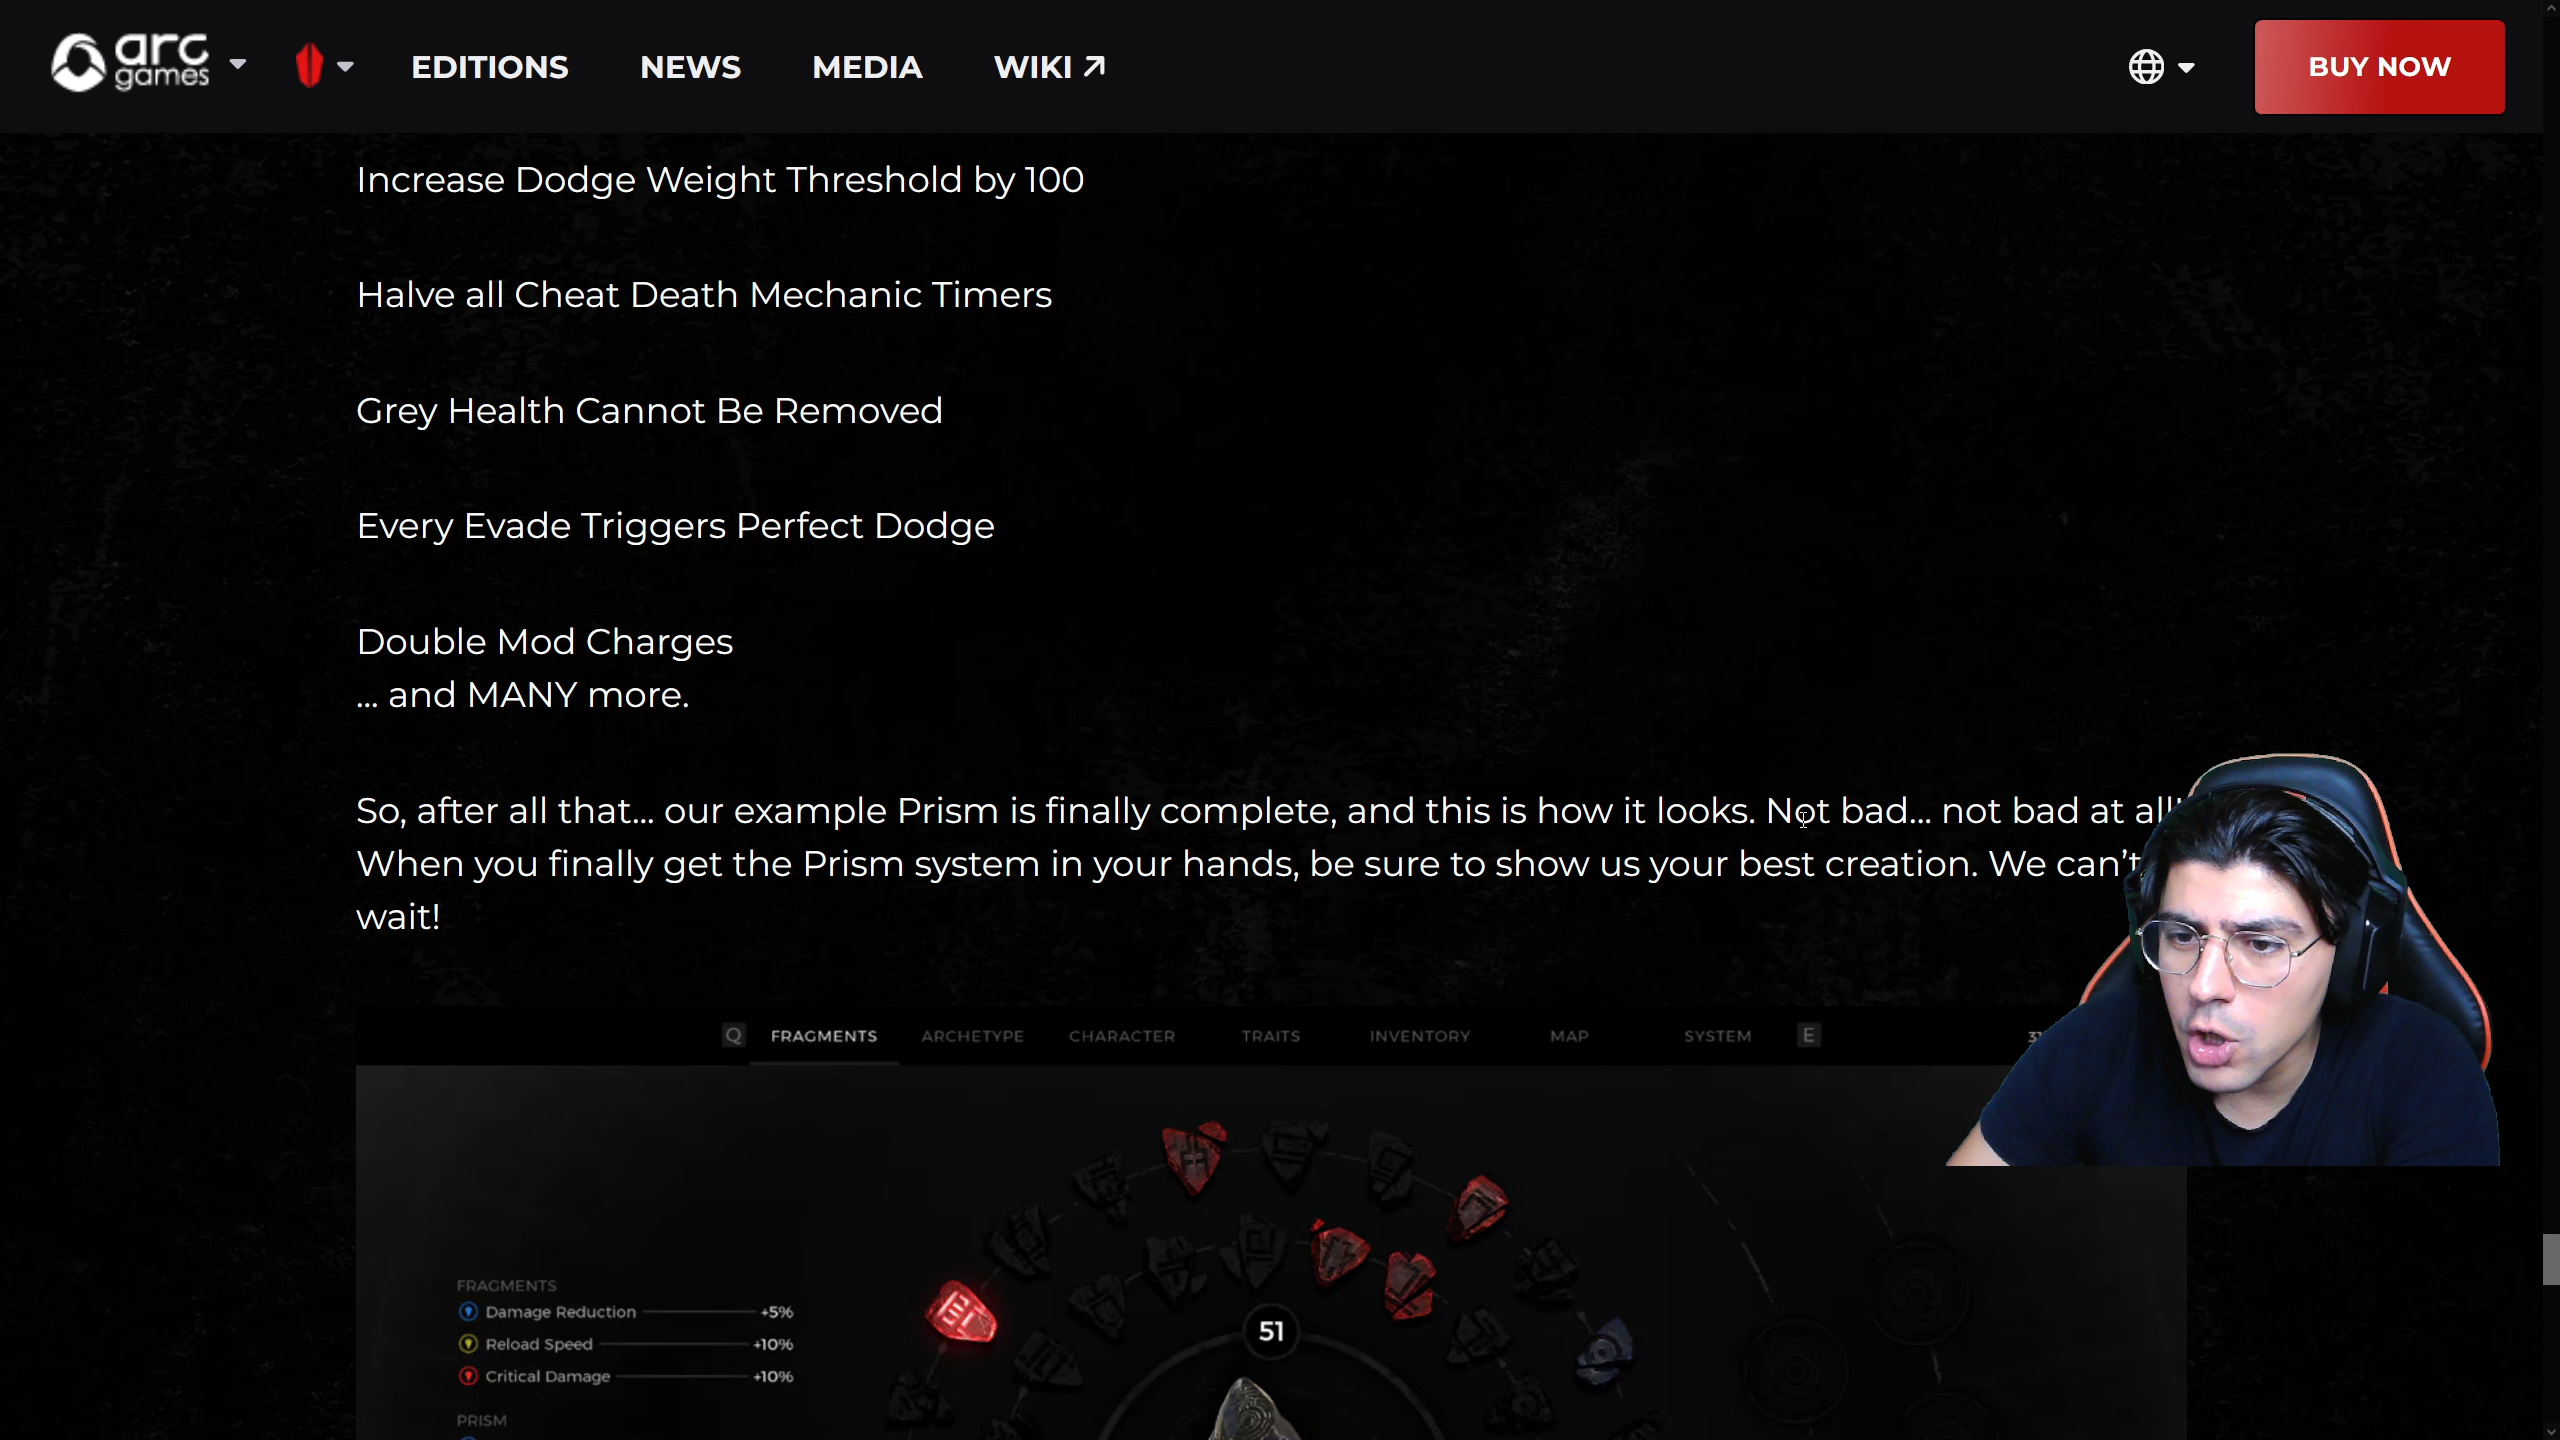 arc games EDITIONS NEWS MEDIA WIKI BUY NOW
Increase Dodge Weight Threshold by 100
Halve all Cheat Death Mechanic Timers
Grey Health Cannot Be Removed
Every Evade Triggers Perfect Dodge
Double Mod Charges
... and MANY more.
So, after all that... our example Prism is finally complete, and this is how it looks. Not bad... not bad at all!
When you finally get the Prism system in your hands, be sure to show us your best creation. We can’t
wait!
Q FRAGMENTS ARCHETYPE CHARACTER TRAITS INVENTORY MAP SYSTEM E
FRAGMENTS
Damage Reduction +5%
Reload Speed +10%
Critical Damage +10%
51
PRISM